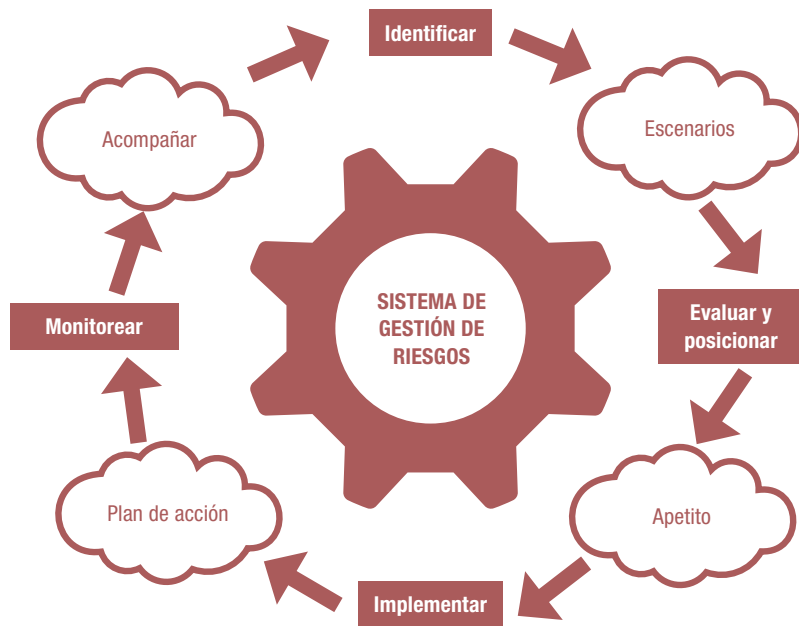 Identificar
Escenarios
Evaluar y
posicionar
Apetito
Implementar
Plan de acción
Monitorear
Acompañar
SISTEMA DE
GESTIÓN DE
RIESGOS